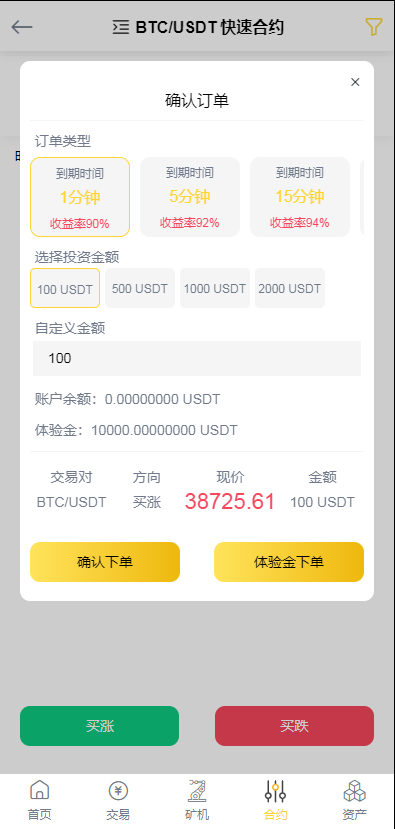 BTC/USDT 快速合约
确认订单
订单类型
到期时间 到期时间 到期时间
1分钟 5分钟 15分钟
收益率90% 收益率92% 收益率94%
选择投资金额
100 USDT 500 USDT 1000 USDT 2000 USDT
自定义金额
100
账户余额：0.00000000 USDT
体验金：10000.00000000 USDT
交易对 方向 现价 金额
BTC/USDT 买涨 38725.61 100 USDT
确认下单 体验金下单
买涨 买跌
首页 交易 矿机 合约 资产